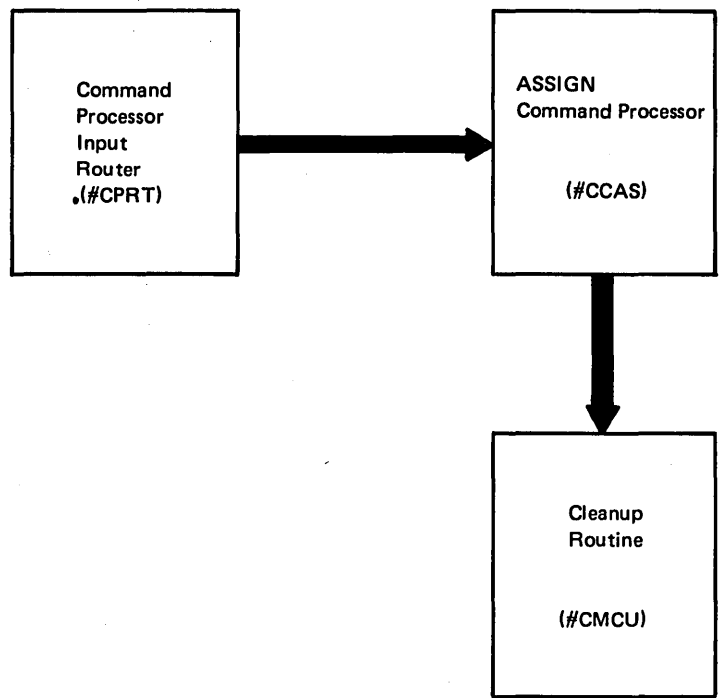 Command
Processor
Input
Router
.(#CPRT)
ASSIGN
Command Processor
(#CCAS)
Cleanup
Routine
(#CMCU)